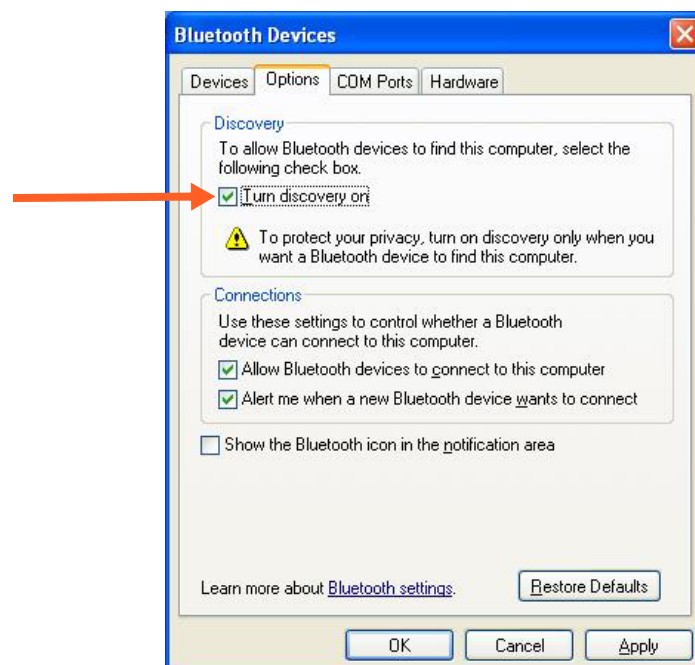 Bluetooth Devices
Devices Options COM Ports Hardware
Discovery
To allow Bluetooth devices to find this computer, select the
following check box.
Turn discovery on
To protect your privacy, turn on discovery only when you
want a Bluetooth device to find this computer.
Connections
Use these settings to control whether a Bluetooth
device can connect to this computer.
Allow Bluetooth devices to connect to this computer
Alert me when a new Bluetooth device wants to connect
Show the Bluetooth icon in the notification area
Learn more about Bluetooth settings. Restore Defaults
OK Cancel Apply